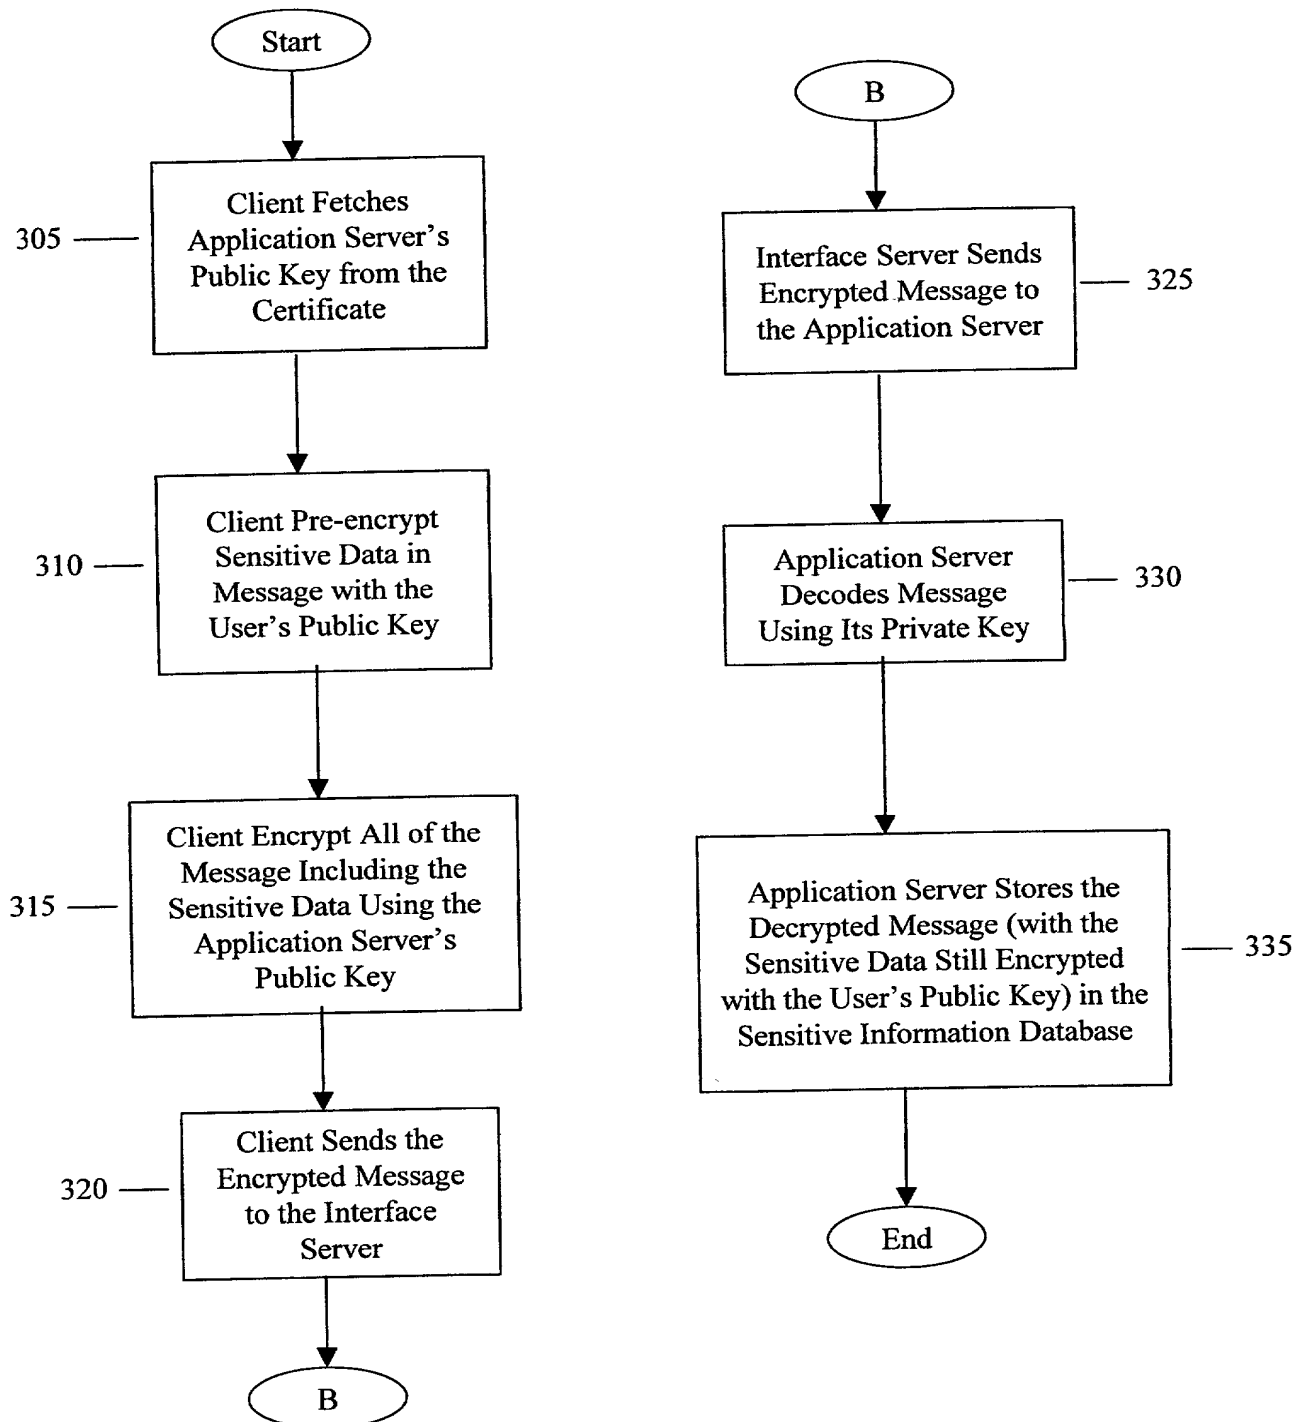 Start
305
Client Fetches
Application Server's
Public Key from the
Certificate
310
Client Pre-encrypt
Sensitive Data in
Message with the
User's Public Key
315
Client Encrypt All of the
Message Including the
Sensitive Data Using the
Application Server's
Public Key
320
Client Sends the
Encrypted Message
to the Interface
Server
B
B
Interface Server Sends
Encrypted Message to
the Application Server
325
Application Server
Decodes Message
Using Its Private Key
330
Application Server Stores the
Decrypted Message (with the
Sensitive Data Still Encrypted
with the User's Public Key) in the
Sensitive Information Database
335
End